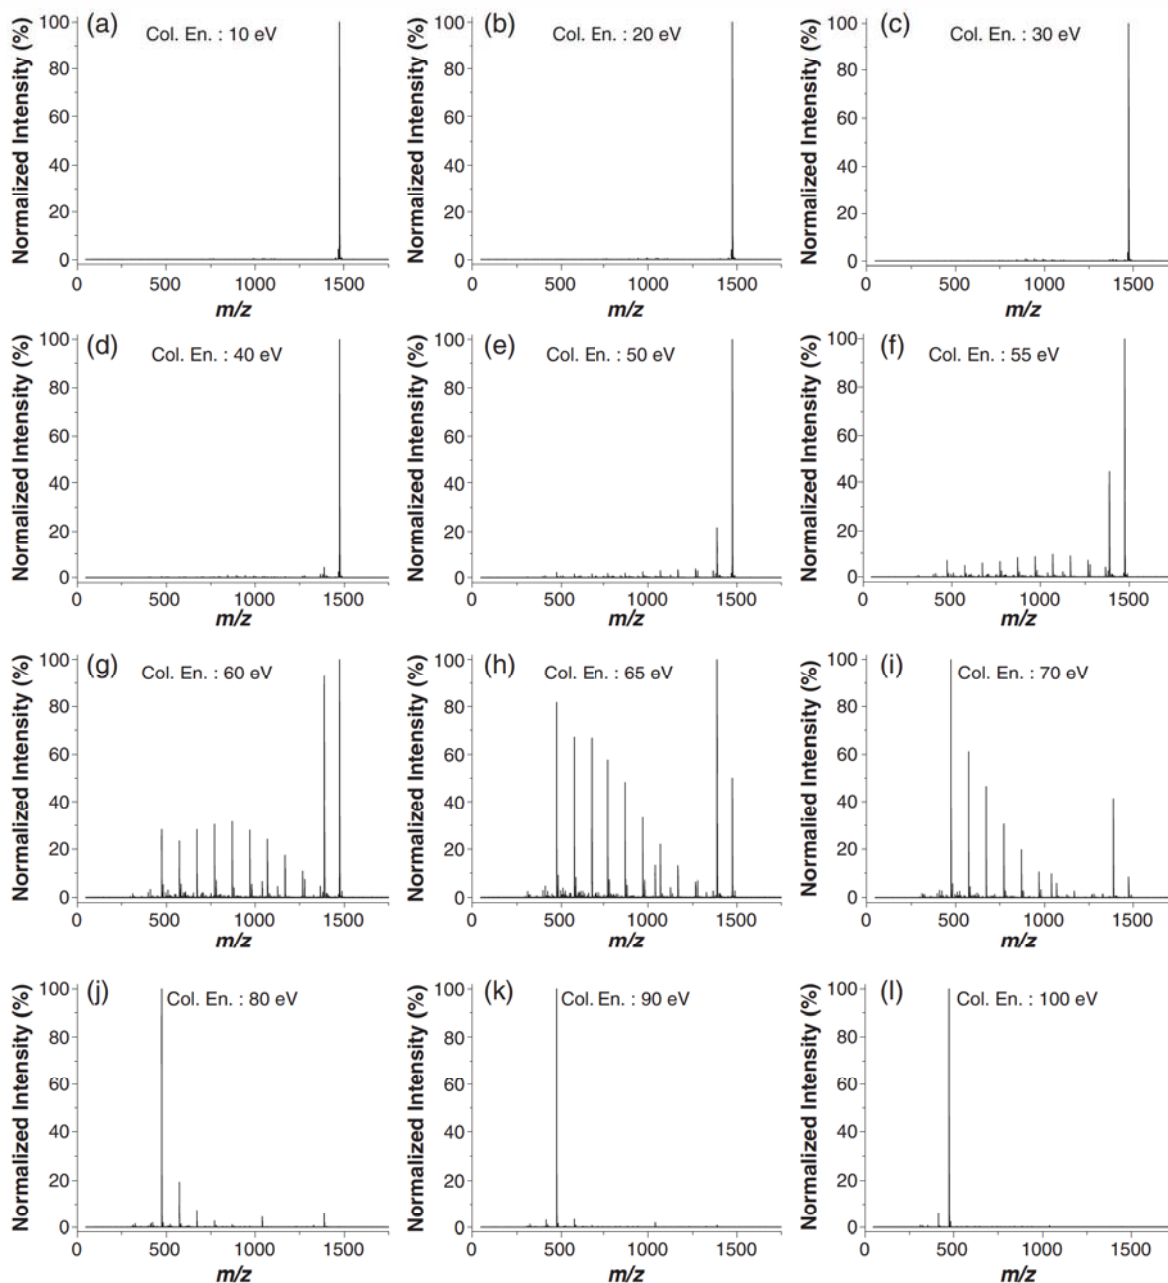 (a)
Col. En. : 10 eV
Normalized Intensity (%)
100
80
60
40
20
0
0 500 1000 1500
m/z
(b)
Col. En. : 20 eV
Normalized Intensity (%)
100
80
60
40
20
0
0 500 1000 1500
m/z
(c)
Col. En. : 30 eV
Normalized Intensity (%)
100
80
60
40
20
0
0 500 1000 1500
m/z
(d)
Col. En. : 40 eV
Normalized Intensity (%)
100
80
60
40
20
0
0 500 1000 1500
m/z
(e)
Col. En. : 50 eV
Normalized Intensity (%)
100
80
60
40
20
0
0 500 1000 1500
m/z
(f)
Col. En. : 55 eV
Normalized Intensity (%)
100
80
60
40
20
0
0 500 1000 1500
m/z
(g)
Col. En. : 60 eV
Normalized Intensity (%)
100
80
60
40
20
0
0 500 1000 1500
m/z
(h)
Col. En. : 65 eV
Normalized Intensity (%)
100
80
60
40
20
0
0 500 1000 1500
m/z
(i)
Col. En. : 70 eV
Normalied Intensity (%)
100
80
60
40
20
0
0 500 1000 1500
m/z
(j)
Col. En. : 80 eV
Normalized Intensity (%)
100
80
60
40
20
0
0 500 1000 1500
m/z
(k)
Col. En. : 90 eV
Normalized Intensity (%)
100
80
60
40
20
0
0 500 1000 1500
m/z
(l)
Col. En. : 100 eV
Normalized Intensity (%)
100
80
60
40
20
0
0 500 1000 1500
m/z